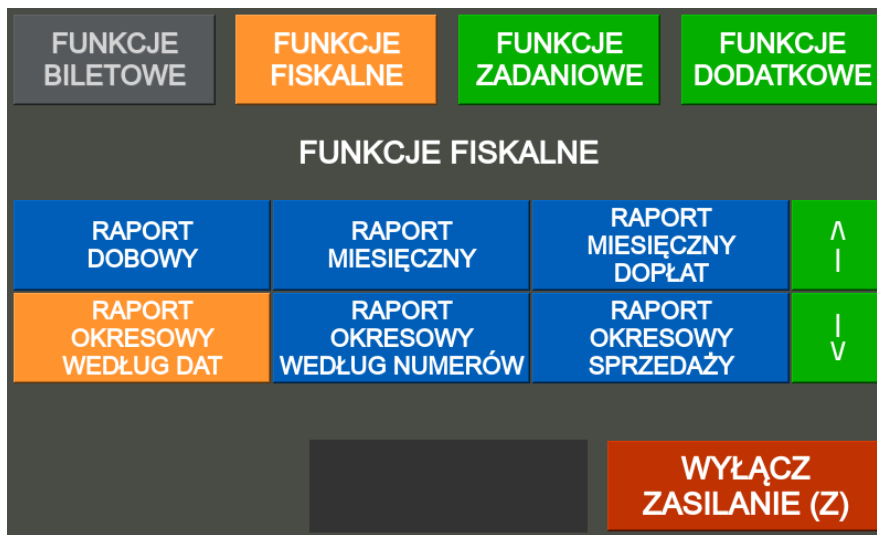 FUNKCJE
BILETOWE
FUNKCJE
FISKALNE
FUNKCJE
ZADANIOWE
FUNKCJE
DODATKOWE
FUNKCJE FISKALNE
RAPORT
DOBOWY
RAPORT
MIESIĘCZNY
RAPORT
MIESIĘCZNY
DOPŁAT
RAPORT
OKRESOWY
WEDŁUG DAT
RAPORT
OKRESOWY
WEDŁUG NUMERÓW
RAPORT
OKRESOWY
SPRZEDAŻY
WYŁĄCZ
ZASILANIE (Z)